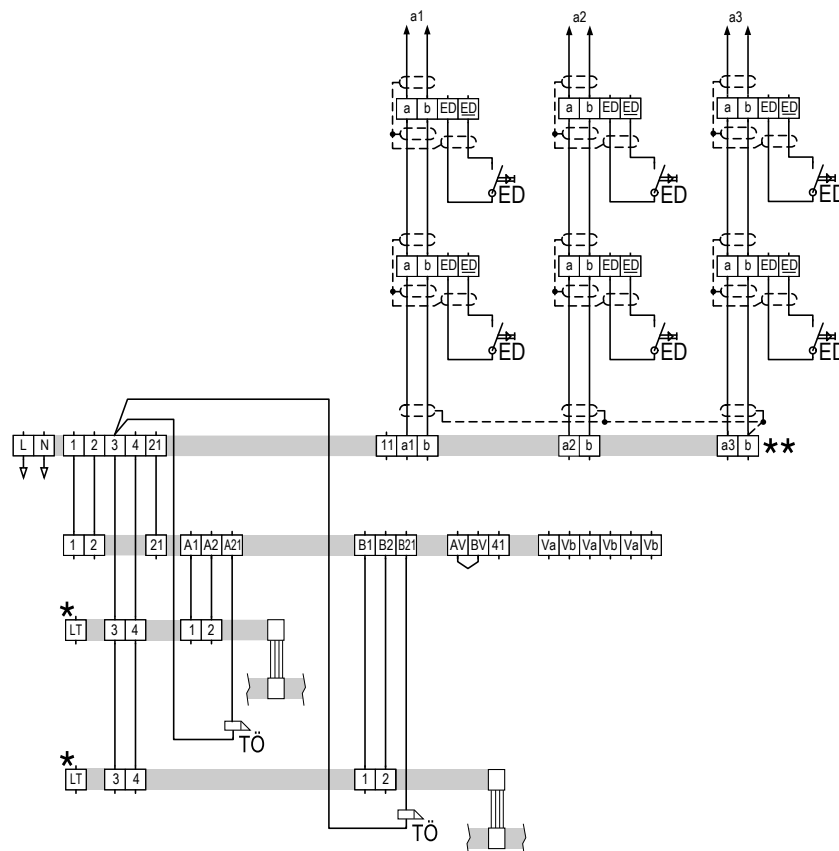 a1 a2 a3
a b ED ED a b ED ED a b ED ED
ED ED ED
a b ED ED a b ED ED a b ED ED
ED ED ED
L N 1 2 3 4 21 11 a1 b a2 b a3 b **
1 2 21 A1 A2 A21 B1 B2 B21 AV BV 41 Va Vb Va Vb Va Vb
*
LT 3 4 1 2
TÖ
*
LT 3 4 1 2
TÖ